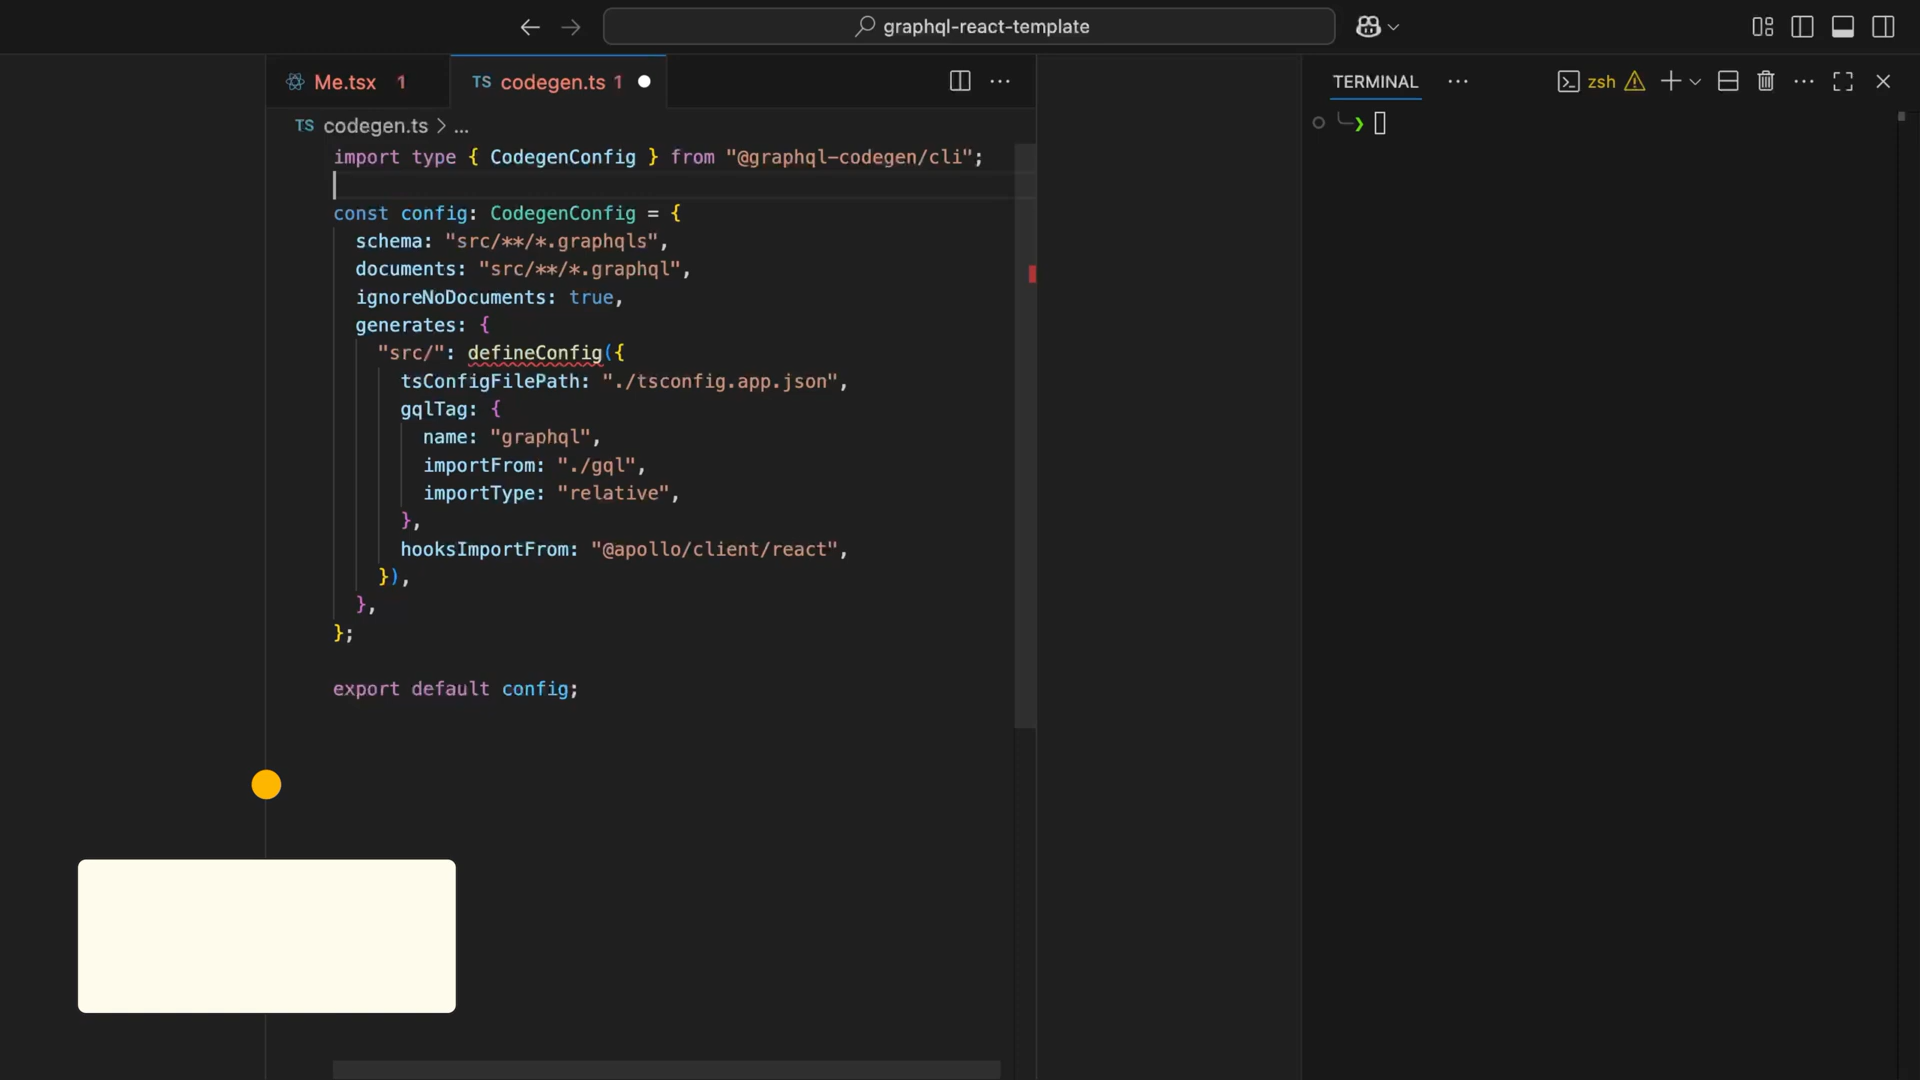 graphql-react-template
Me.tsx 1
TS codegen.ts 1
TERMINAL
zsh
TS codegen.ts > ...
import type { CodegenConfig } from "@graphql-codegen/cli";
const config: CodegenConfig = {
schema: "src/**/*.graphqls",
documents: "src/**/*.graphql",
ignoreNoDocuments: true,
generates: {
"src/": defineConfig({
tsConfigFilePath: "./tsconfig.app.json",
gqlTag: {
name: "graphql",
importFrom: "./gql",
importType: "relative",
},
hooksImportFrom: "@apollo/client/react",
}),
},
};
export default config;